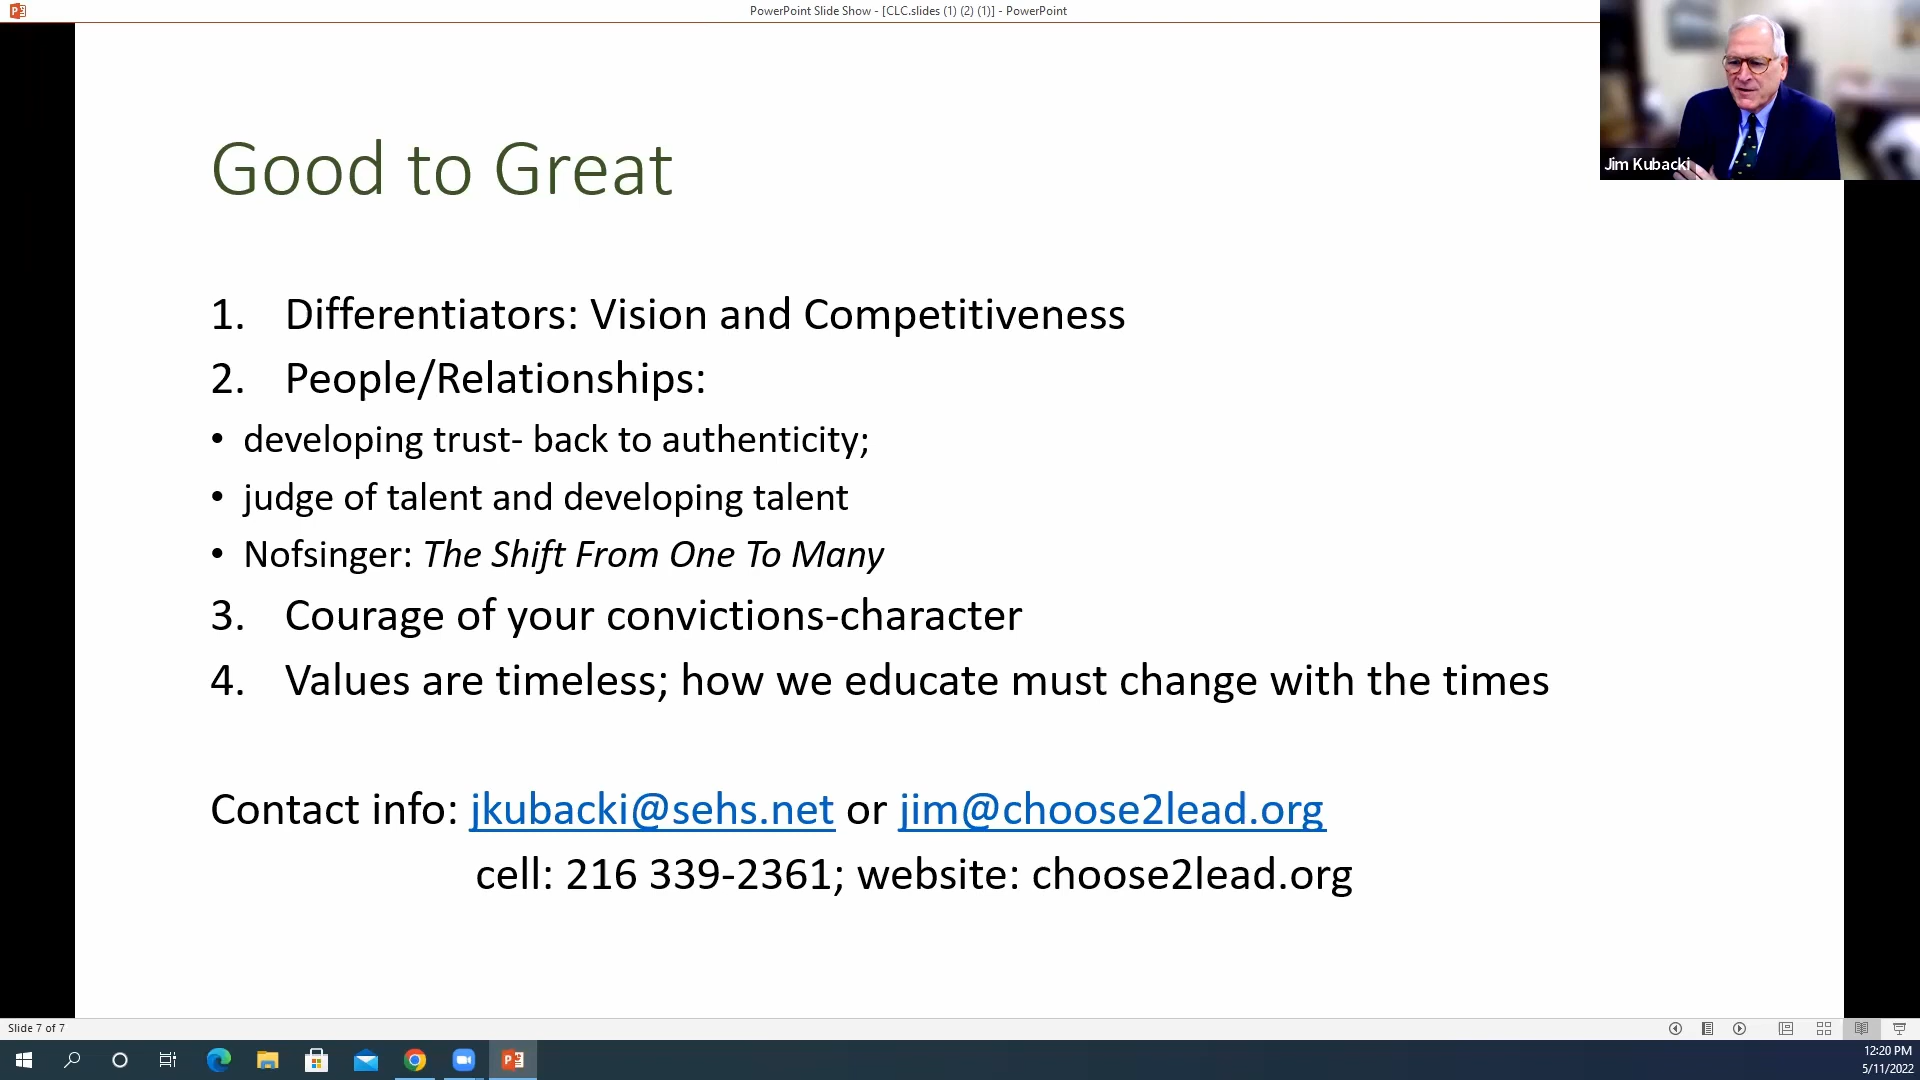 PowerPoint Slide Show - [CLC.slides (1) (2) (1)] - PowerPoint
Jim Kubacki
Good to Great
1. Differentiators: Vision and Competitiveness
2. People/Relationships:
• developing trust- back to authenticity;
• judge of talent and developing talent
• Nofsinger: The Shift From One To Many
3. Courage of your convictions-character
4. Values are timeless; how we educate must change with the times
Contact info: jkubacki@sehs.net or jim@choose2lead.org
cell: 216 339-2361; website: choose2lead.org
Slide 7 of 7
12:20 PM
5/11/2022